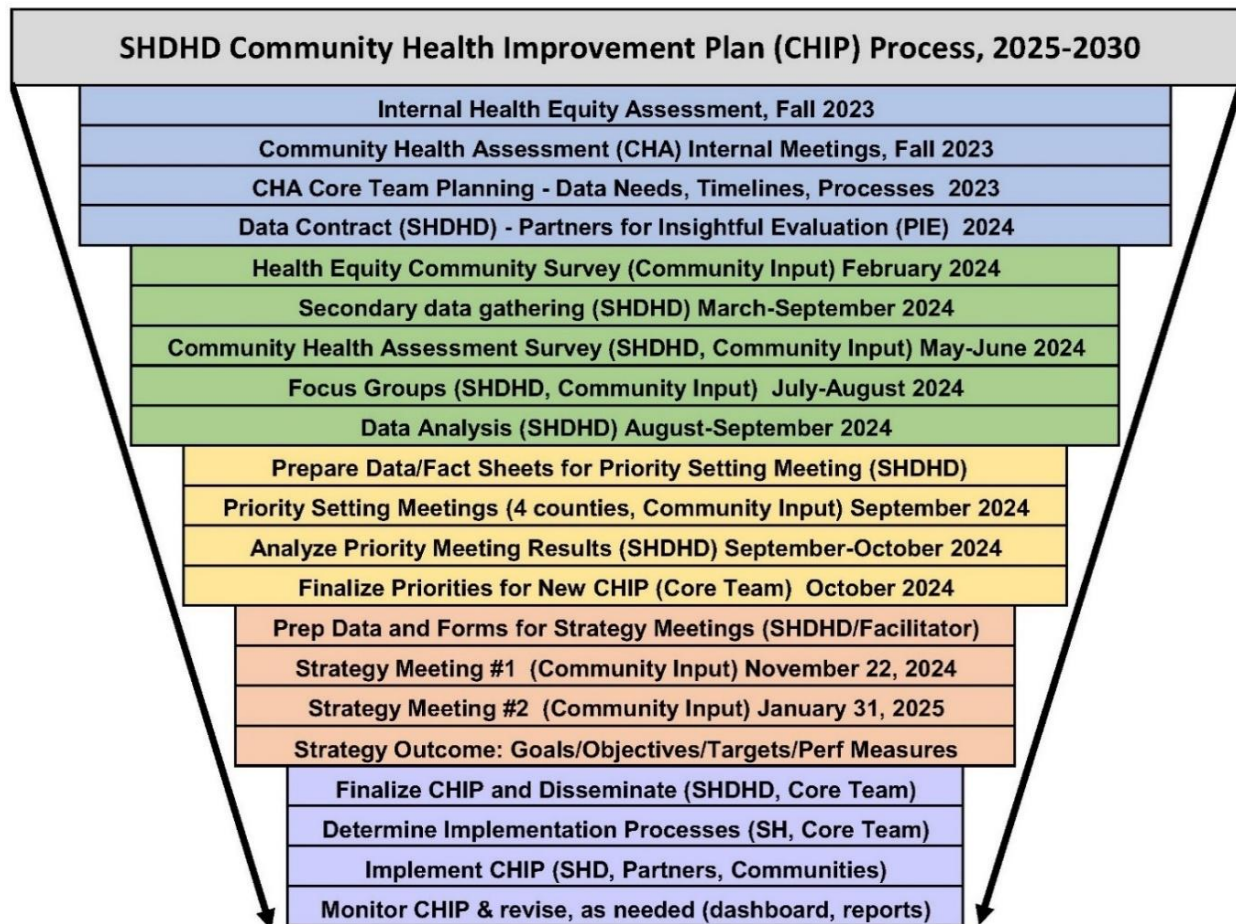 SHDHD Community Health Improvement Plan (CHIP) Process, 2025-2030
Internal Health Equity Assessment, Fall 2023
Community Health Assessment (CHA) Internal Meetings, Fall 2023
CHA Core Team Planning - Data Needs, Timelines, Processes  2023
Data Contract (SHDHD) - Partners for Insightful Evaluation (PIE)  2024
Health Equity Community Survey (Community Input) February 2024
Secondary data gathering (SHDHD) March-September 2024
Community Health Assessment Survey (SHDHD, Community Input) May-June 2024
Focus Groups (SHDHD, Community Input)  July-August 2024
Data Analysis (SHDHD) August-September 2024
Prepare Data/Fact Sheets for Priority Setting Meeting (SHDHD)
Priority Setting Meetings (4 counties, Community Input) September 2024
Analyze Priority Meeting Results (SHDHD) September-October 2024
Finalize Priorities for New CHIP (Core Team)  October 2024
Prep Data and Forms for Strategy Meetings (SHDHD/Facilitator)
Strategy Meeting #1  (Community Input) November 22, 2024
Strategy Meeting #2  (Community Input) January 31, 2025
Strategy Outcome: Goals/Objectives/Targets/Perf Measures
Finalize CHIP and Disseminate (SHDHD, Core Team)
Determine Implementation Processes (SH, Core Team)
Implement CHIP (SHD, Partners, Communities)
Monitor CHIP & revise, as needed (dashboard, reports)